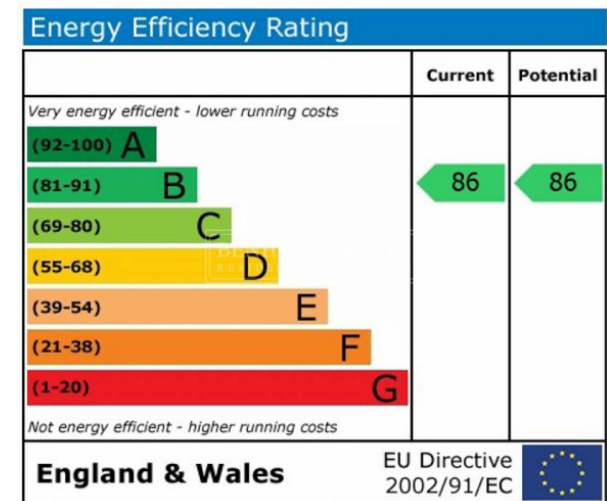 Energy Efficiency Rating
Current Potential
Very energy efficient - lower running costs
(92-100) A
(81-91) B 86 86
(69-80) C
(55-68) D
(39-54) E
(21-38) F
(1-20) G
Not energy efficient - higher running costs
England & Wales
EU Directive
2002/91/EC